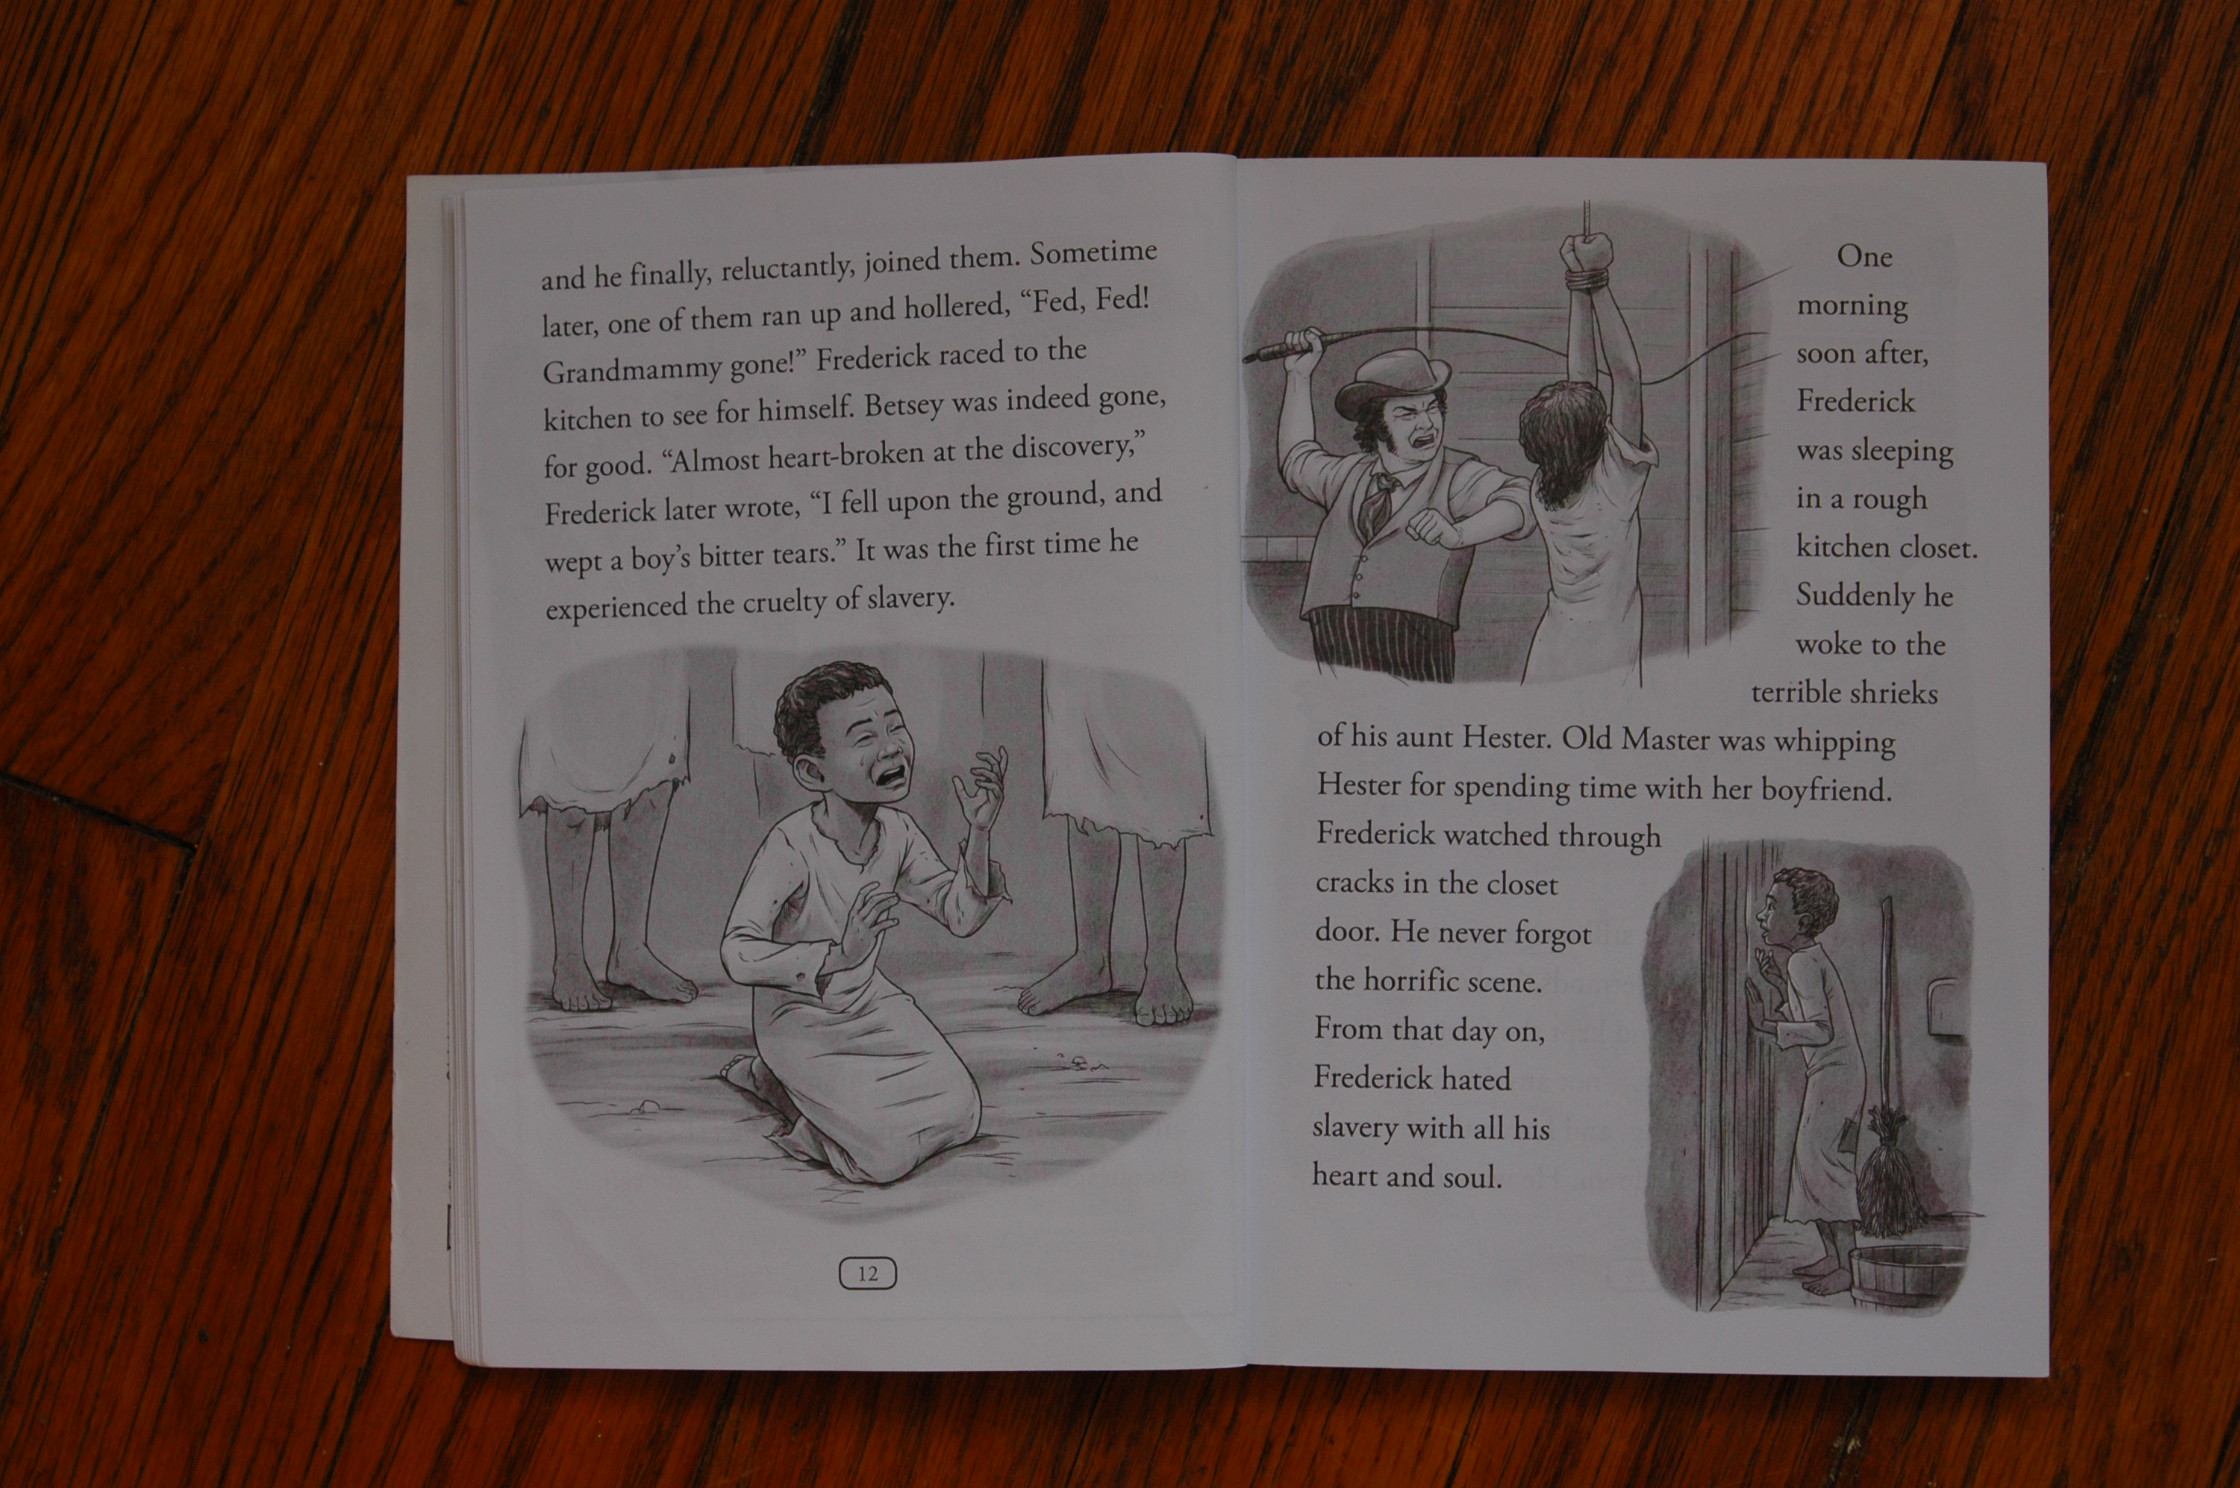 and he finally, reluctantly, joined them. Sometime
later, one of them ran up and hollered, “Fed, Fed!
Grandmammy gone!” Frederick raced to the
kitchen to see for himself. Betsey was indeed gone,
for good. “Almost heart-broken at the discovery,”
Frederick later wrote, “I fell upon the ground, and
wept a boy’s bitter tears.” It was the first time he
experienced the cruelty of slavery.
12
One
morning
soon after,
Frederick
was sleeping
in a rough
kitchen closet.
Suddenly he
woke to the
terrible shrieks
of his aunt Hester. Old Master was whipping
Hester for spending time with her boyfriend.
Frederick watched through
cracks in the closet
door. He never forgot
the horrific scene.
From that day on,
Frederick hated
slavery with all his
heart and soul.